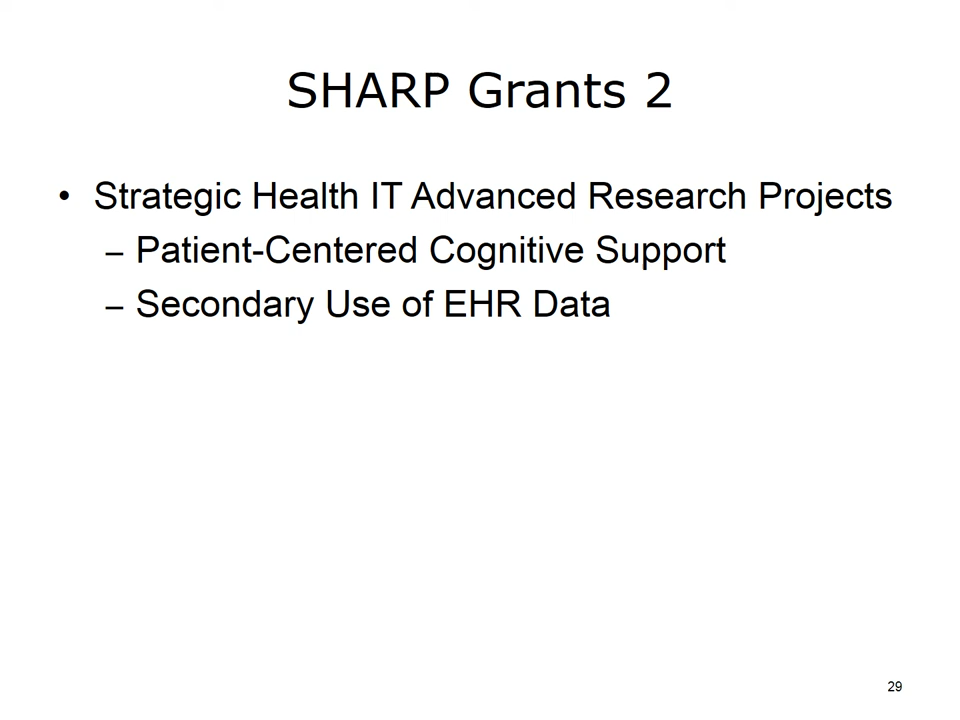 SHARP Grants 2
• Strategic Health IT Advanced Research Projects
– Patient-Centered Cognitive Support
– Secondary Use of EHR Data
29